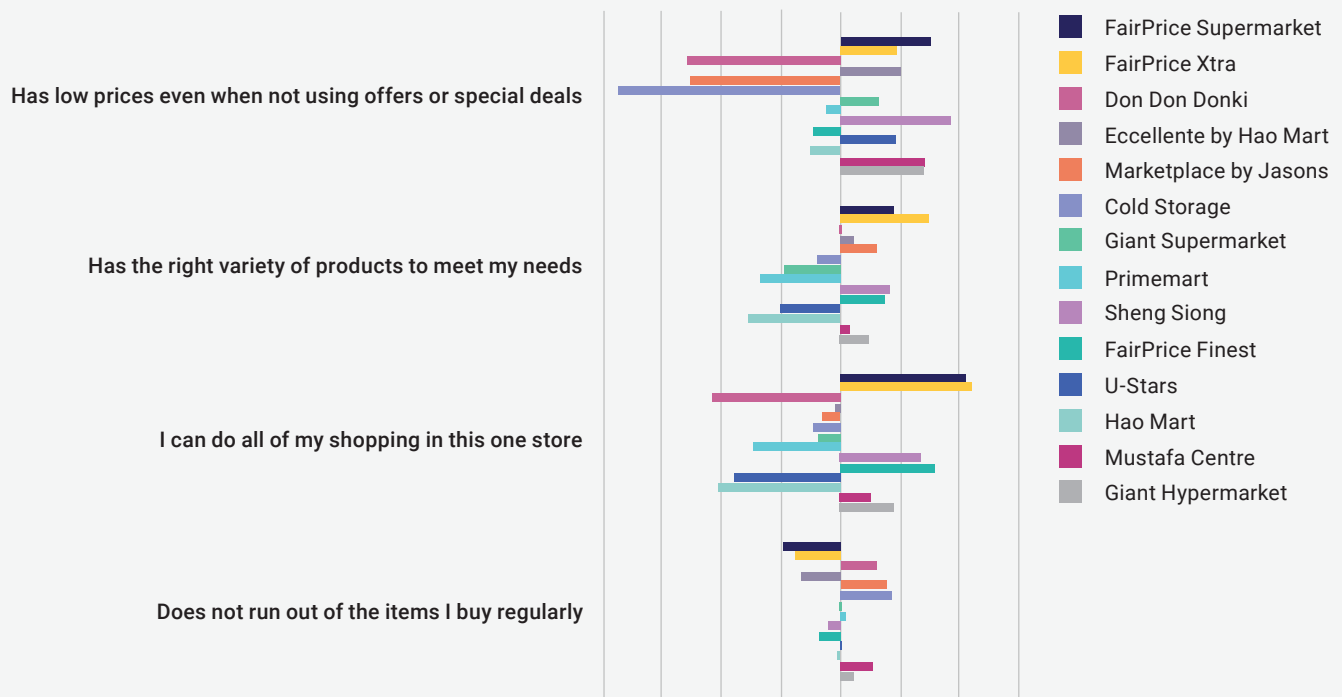 Has low prices even when not using offers or special deals
Has the right variety of products to meet my needs
I can do all of my shopping in this one store
Does not run out of the items I buy regularly
FairPrice Supermarket
FairPrice Xtra
Don Don Donki
Eccellente by Hao Mart
Marketplace by Jasons
Cold Storage
Giant Supermarket
Primemart
Sheng Siong
FairPrice Finest
U-Stars
Hao Mart
Mustafa Centre
Giant Hypermarket